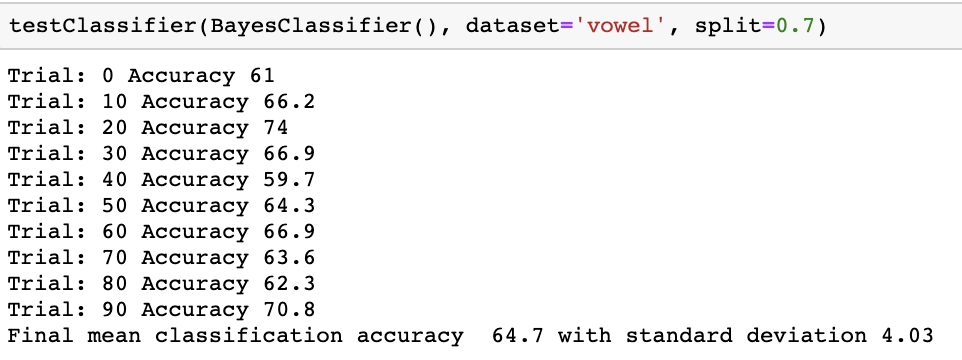 testClassifier(BayesClassifier(), dataset='vowel', split=0.7)
Trial: 0 Accuracy 61
Trial: 10 Accuracy 66.2
Trial: 20 Accuracy 74
Trial: 30 Accuracy 66.9
Trial: 40 Accuracy 59.7
Trial: 50 Accuracy 64.3
Trial: 60 Accuracy 66.9
Trial: 70 Accuracy 63.6
Trial: 80 Accuracy 62.3
Trial: 90 Accuracy 70.8
Final mean classification accuracy  64.7 with standard deviation 4.03